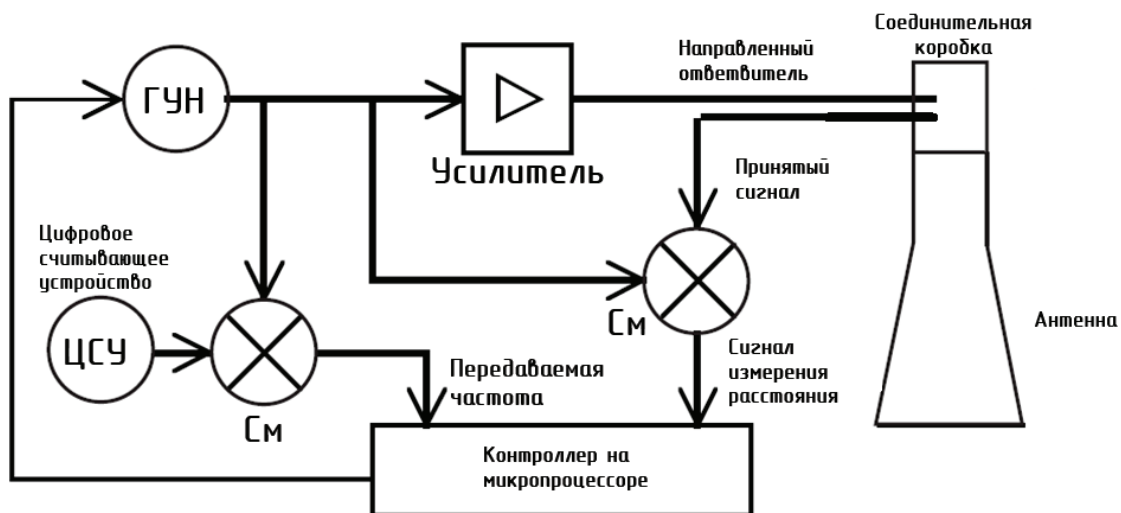 Соединительная
коробка
Направленный
ответвитель
ГУН
Усилитель
Принятый
сигнал
Цифровое
считывающее
устройство
ЦСУ
См
См
Передаваемая
частота
Сигнал
измерения
расстояния
Антенна
Контроллер на
микропроцессоре